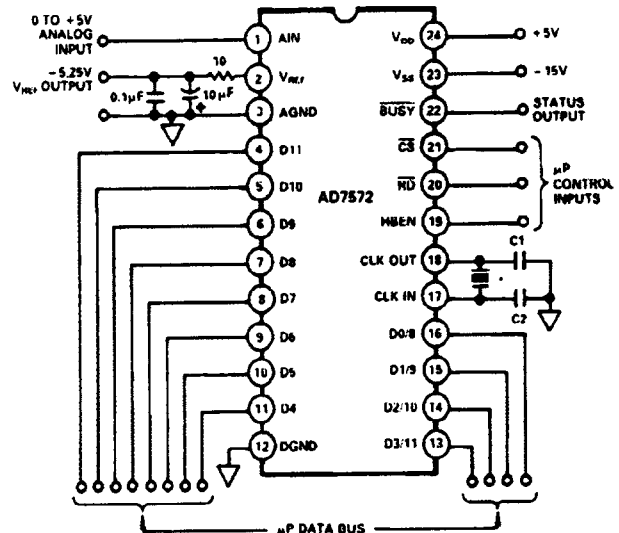 0 TO +5V
ANALOG
INPUT
-5.25V
VREF OUTPUT
0.1µF
10µF
+
10
AD7572
1 AIN
2 VREF
3 AGND
4 D11
5 D10
6 D9
7 D8
8 D7
9 D6
10 D5
11 D4
12 DGND
VDD 24
VSS 23
BUSY 22
CS 21
RD 20
HBEN 19
CLK OUT 18
CLK IN 17
D0/8 16
D1/9 15
D2/10 14
D3/11 13
+5V
-15V
STATUS
OUTPUT
µP
CONTROL
INPUTS
C1
C2
µP DATA BUS